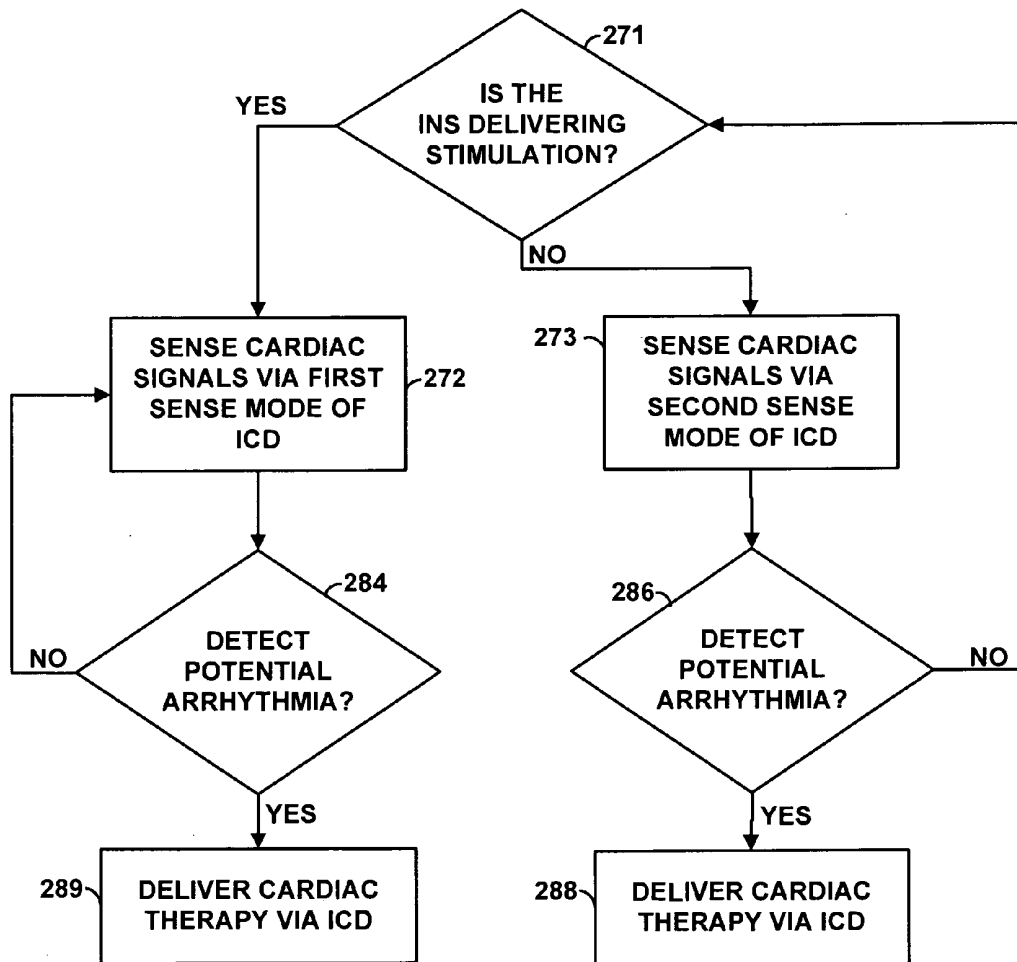 271
IS THE
INS DELIVERING
STIMULATION?
YES
NO
SENSE CARDIAC
SIGNALS VIA FIRST
SENSE MODE OF
ICD
272
273
SENSE CARDIAC
SIGNALS VIA
SECOND SENSE
MODE OF ICD
284
DETECT
POTENTIAL
ARRHYTHMIA?
NO
YES
286
DETECT
POTENTIAL
ARRHYTHMIA?
NO
YES
289
DELIVER CARDIAC
THERAPY VIA ICD
288
DELIVER CARDIAC
THERAPY VIA ICD